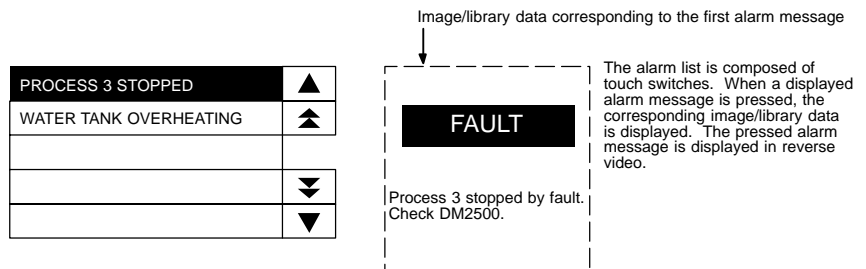 Image/library data corresponding to the first alarm message
PROCESS 3 STOPPED
WATER TANK OVERHEATING
FAULT
Process 3 stopped by fault.
Check DM2500.
The alarm list is composed of
touch switches. When a displayed
alarm message is pressed, the
corresponding image/library data
is displayed. The pressed alarm
message is displayed in reverse
video.